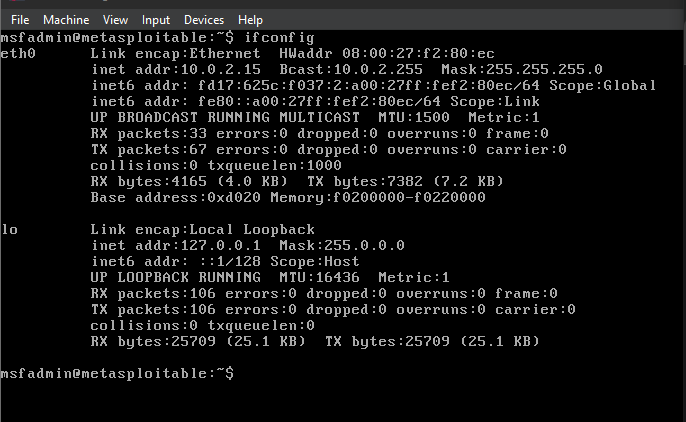 File Machine View Input Devices Help
msfadmin@metasploitable:~$ ifconfig
eth0 Link encap:Ethernet HWaddr 08:00:27:f2:80:ec
inet addr:10.0.2.15 Bcast:10.0.2.255 Mask:255.255.255.0
inet6 addr: fd17:625c:f037:2:a00:27ff:fef2:80ec/64 Scope:Global
inet6 addr: fe80::a00:27ff:fef2:80ec/64 Scope:Link
UP BROADCAST RUNNING MULTICAST MTU:1500 Metric:1
RX packets:33 errors:0 dropped:0 overruns:0 frame:0
TX packets:67 errors:0 dropped:0 overruns:0 carrier:0
collisions:0 txqueuelen:1000
RX bytes:4165 (4.0 KB) TX bytes:7382 (7.2 KB)
Base address:0xd020 Memory:f0200000-f0220000
lo Link encap:Local Loopback
inet addr:127.0.0.1 Mask:255.0.0.0
inet6 addr: ::1/128 Scope:Host
UP LOOPBACK RUNNING MTU:16436 Metric:1
RX packets:106 errors:0 dropped:0 overruns:0 frame:0
TX packets:106 errors:0 dropped:0 overruns:0 carrier:0
collisions:0 txqueuelen:0
RX bytes:25709 (25.1 KB) TX bytes:25709 (25.1 KB)
msfadmin@metasploitable:~$